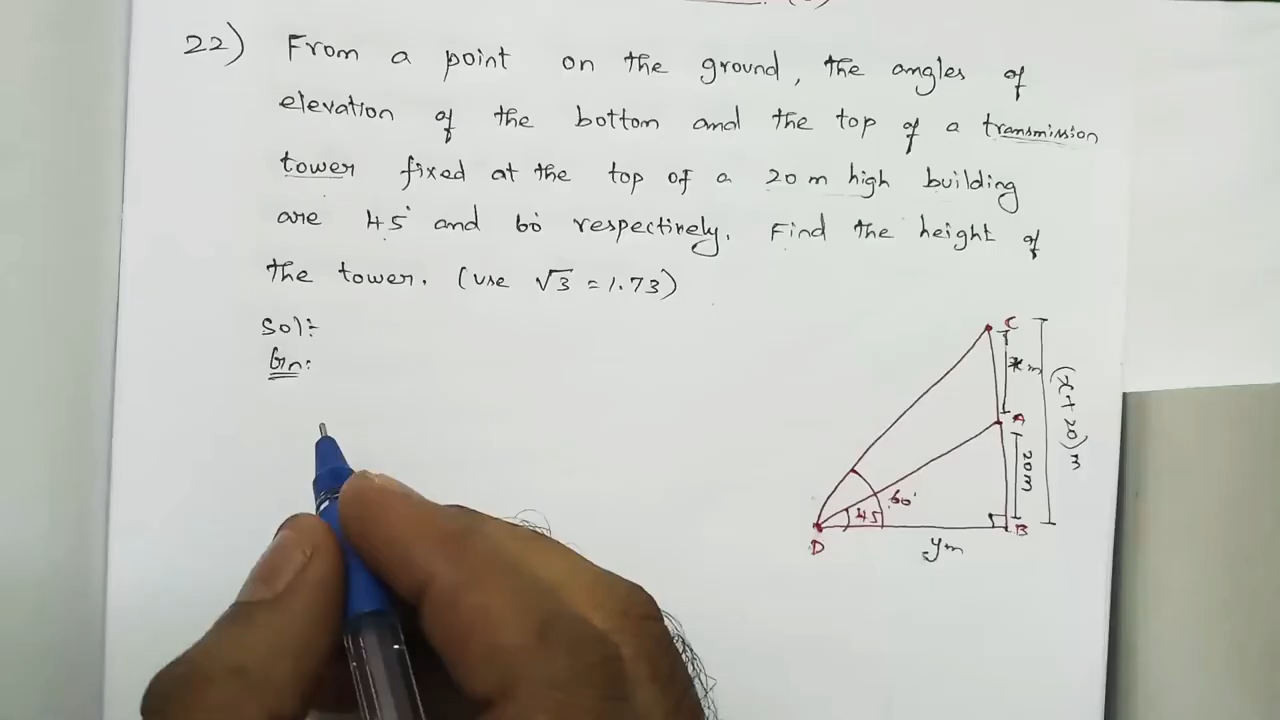 22) From a point on the ground, the angles of
elevation of the bottom and the top of a transmission
tower fixed at the top of a 20 m high building
are 45° and 60° respectively. Find the height of
the tower. (use √3 = 1.73)
Sol:
Gn:
C
x m
(x+20) m
A
20 m
60°
45
B
D
y m